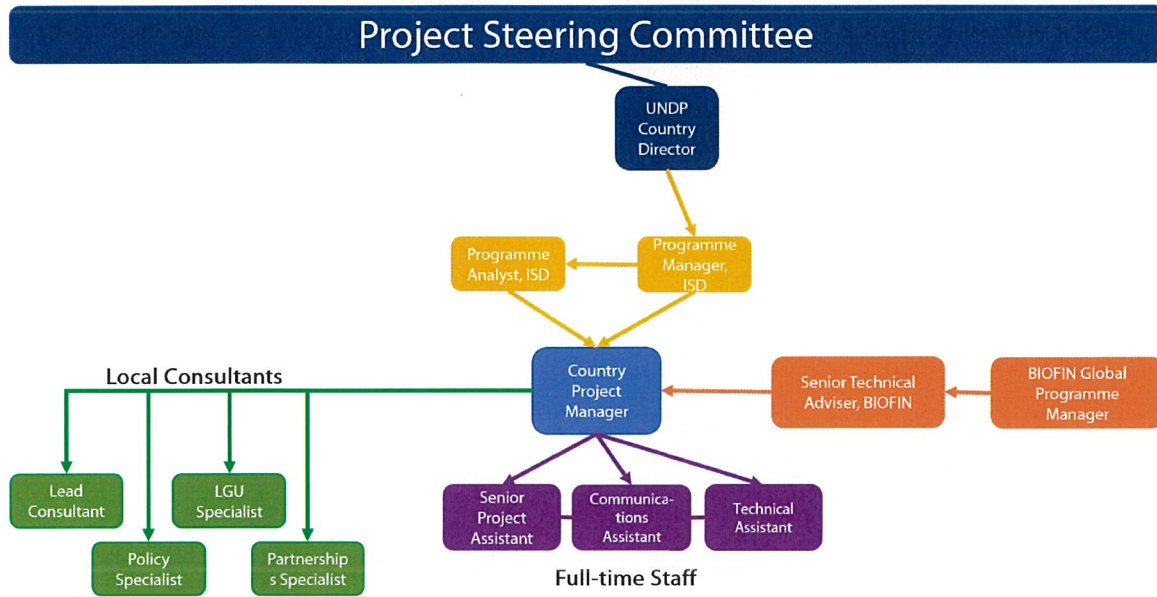 Project Steering Committee
UNDP
Country
Director
Programme
Analyst, ISD
Programme
Manager,
ISD
Local Consultants
Country
Project
Manager
Senior Technical
Adviser, BIOFIN
BIOFIN Global
Programme
Manager
Lead
Consultant
LGU
Specialist
Policy
Specialist
Partnership
s Specialist
Senior
Project
Assistant
Communica-
tions
Assistant
Technical
Assistant
Full-time Staff